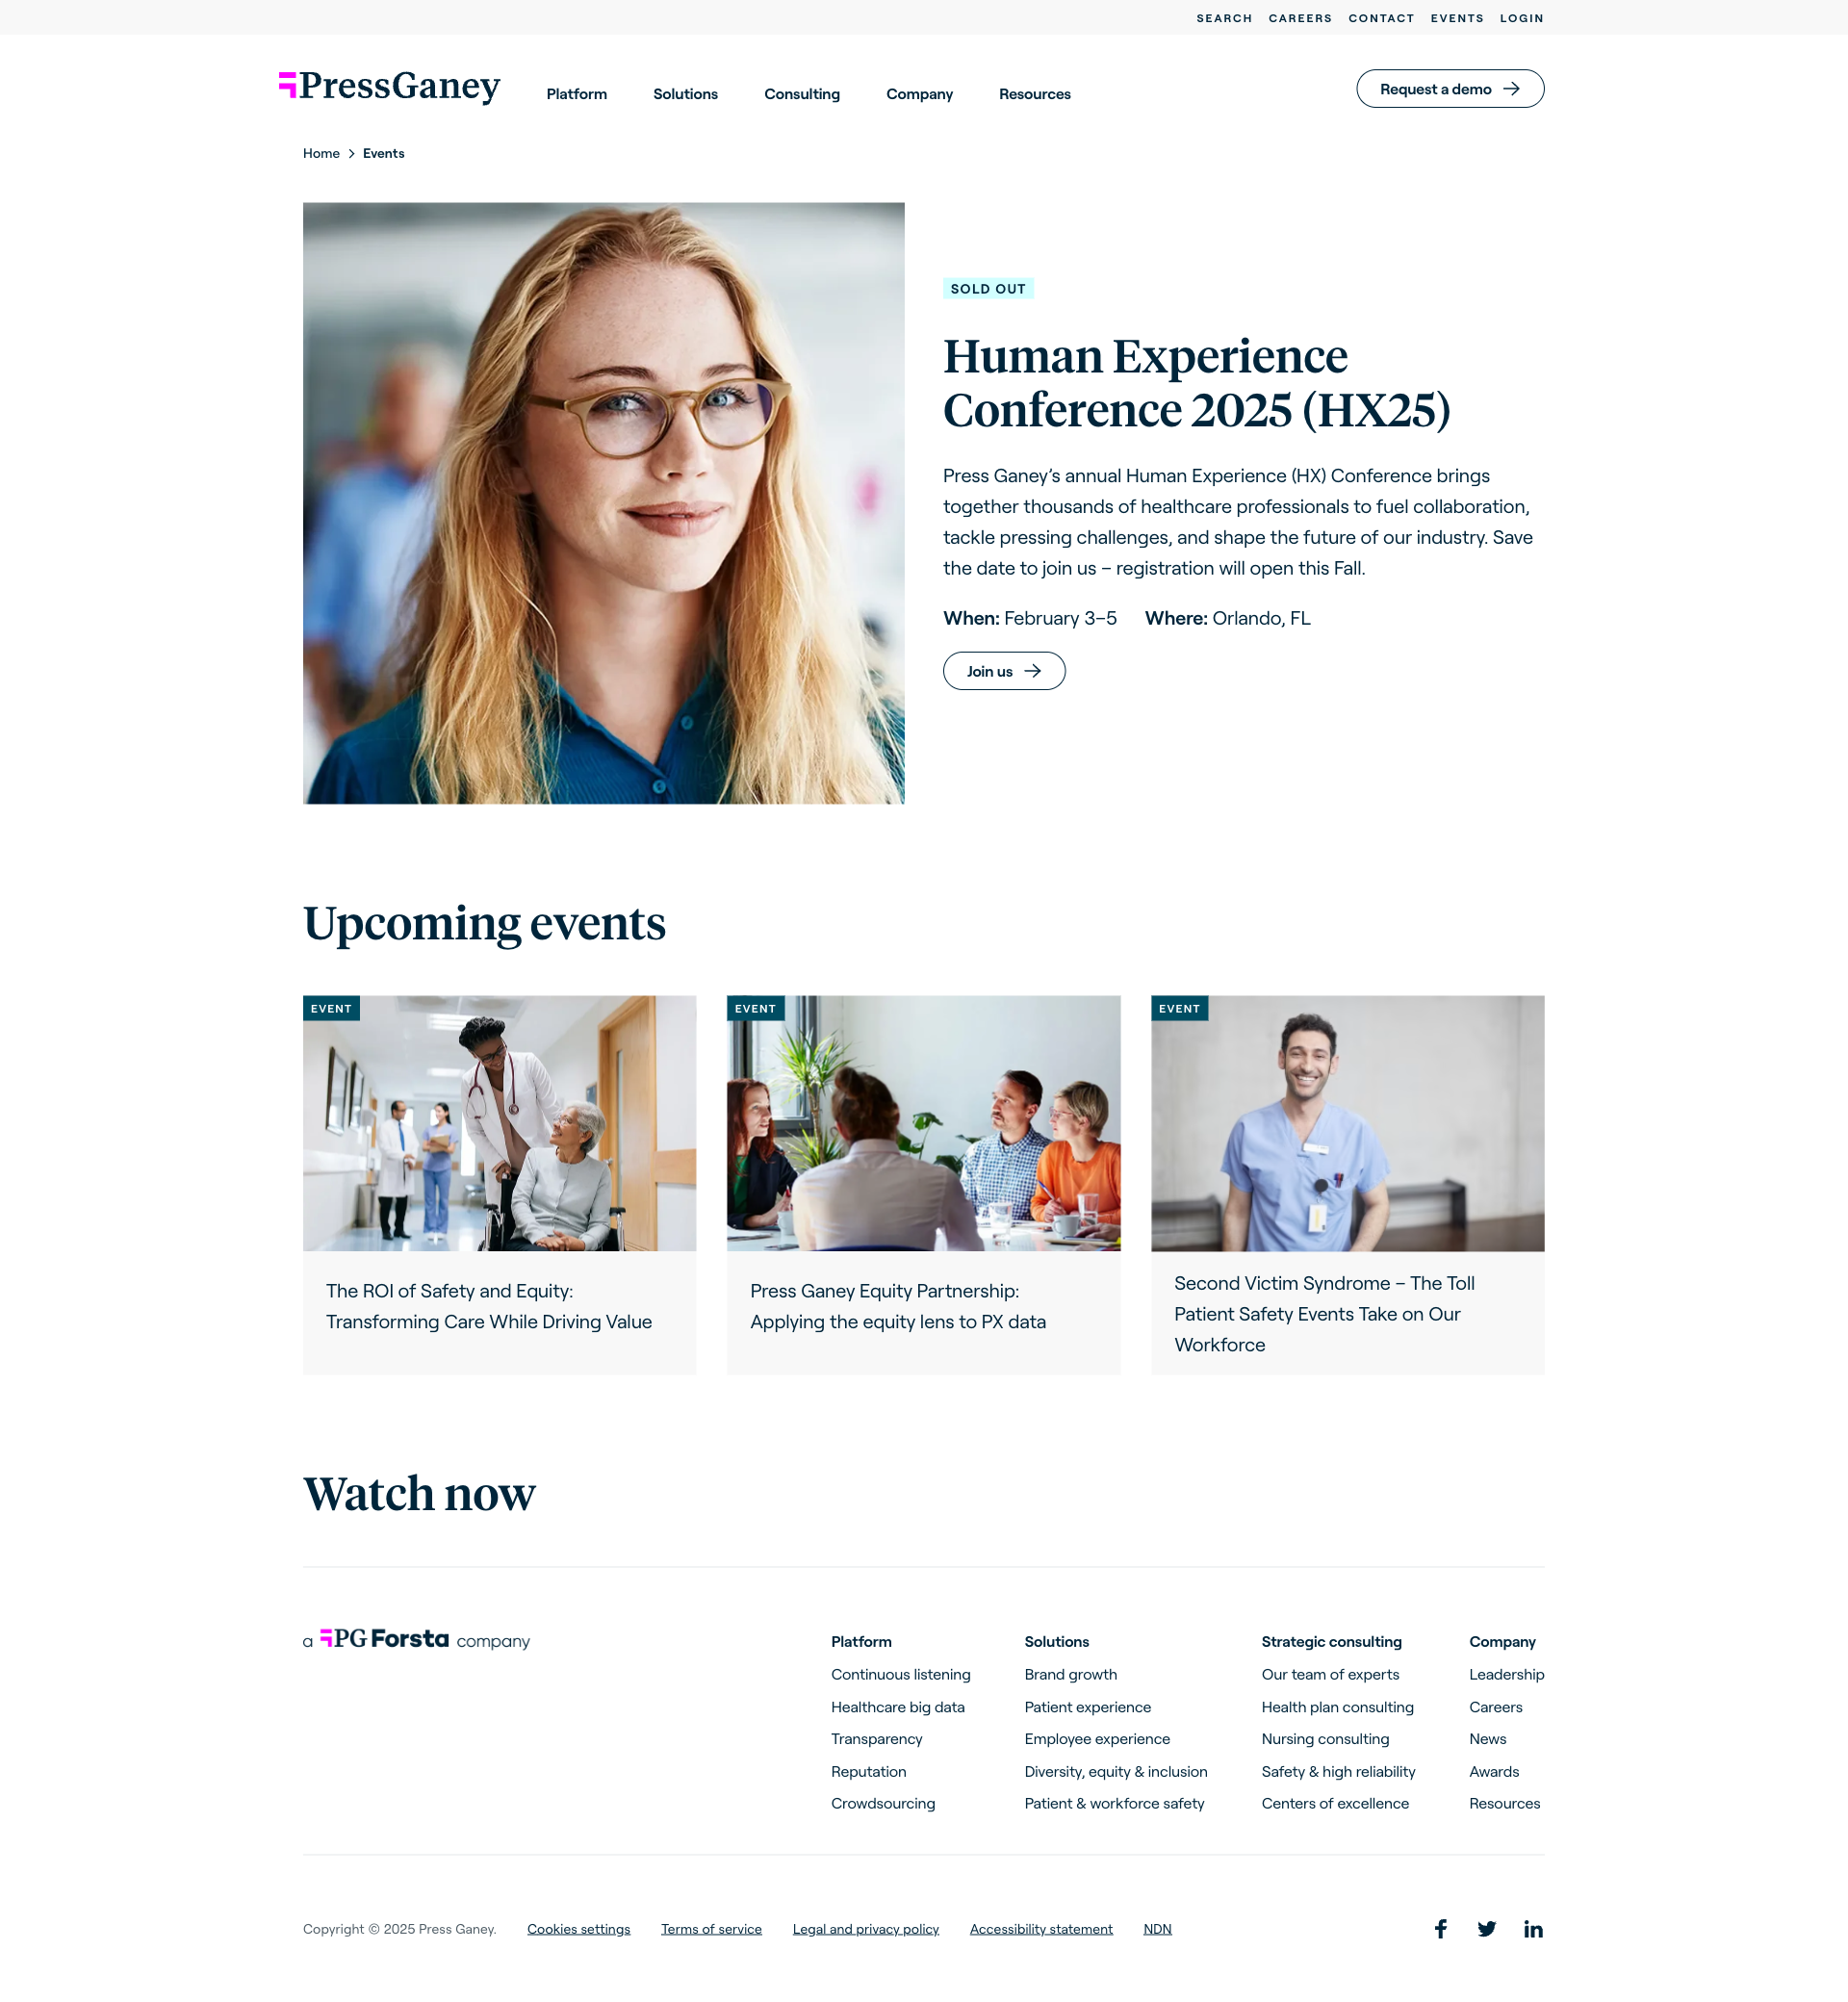 SEARCH CAREERS CONTACT EVENTS LOGIN
PressGaney Platform Solutions Consulting Company Resources Request a demo
Home Events
SOLD OUT
Human Experience
Conference 2025 (HX25)
Press Ganey’s annual Human Experience (HX) Conference brings
together thousands of healthcare professionals to fuel collaboration,
tackle pressing challenges, and shape the future of our industry. Save
the date to join us – registration will open this Fall.
When: February 3–5 Where: Orlando, FL
Join us
Upcoming events
EVENT
The ROI of Safety and Equity:
Transforming Care While Driving Value
EVENT
Press Ganey Equity Partnership:
Applying the equity lens to PX data
EVENT
Second Victim Syndrome – The Toll
Patient Safety Events Take on Our
Workforce
Watch now
a PG Forsta company
Platform
Continuous listening
Healthcare big data
Transparency
Reputation
Crowdsourcing
Solutions
Brand growth
Patient experience
Employee experience
Diversity, equity & inclusion
Patient & workforce safety
Strategic consulting
Our team of experts
Health plan consulting
Nursing consulting
Safety & high reliability
Centers of excellence
Company
Leadership
Careers
News
Awards
Resources
Copyright © 2025 Press Ganey. Cookies settings Terms of service Legal and privacy policy Accessibility statement NDN